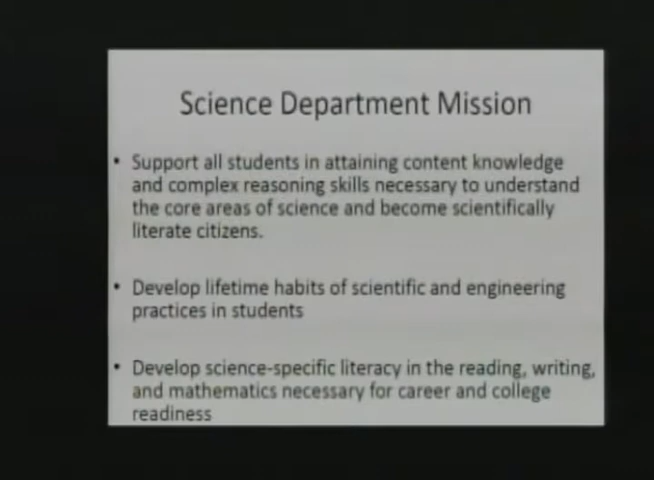 Science Department Mission
• Support all students in attaining content knowledge
and complex reasoning skills necessary to understand
the core areas of science and become scientifically
literate citizens.
• Develop lifetime habits of scientific and engineering
practices in students
• Develop science-specific literacy in the reading, writing,
and mathematics necessary for career and college
readiness